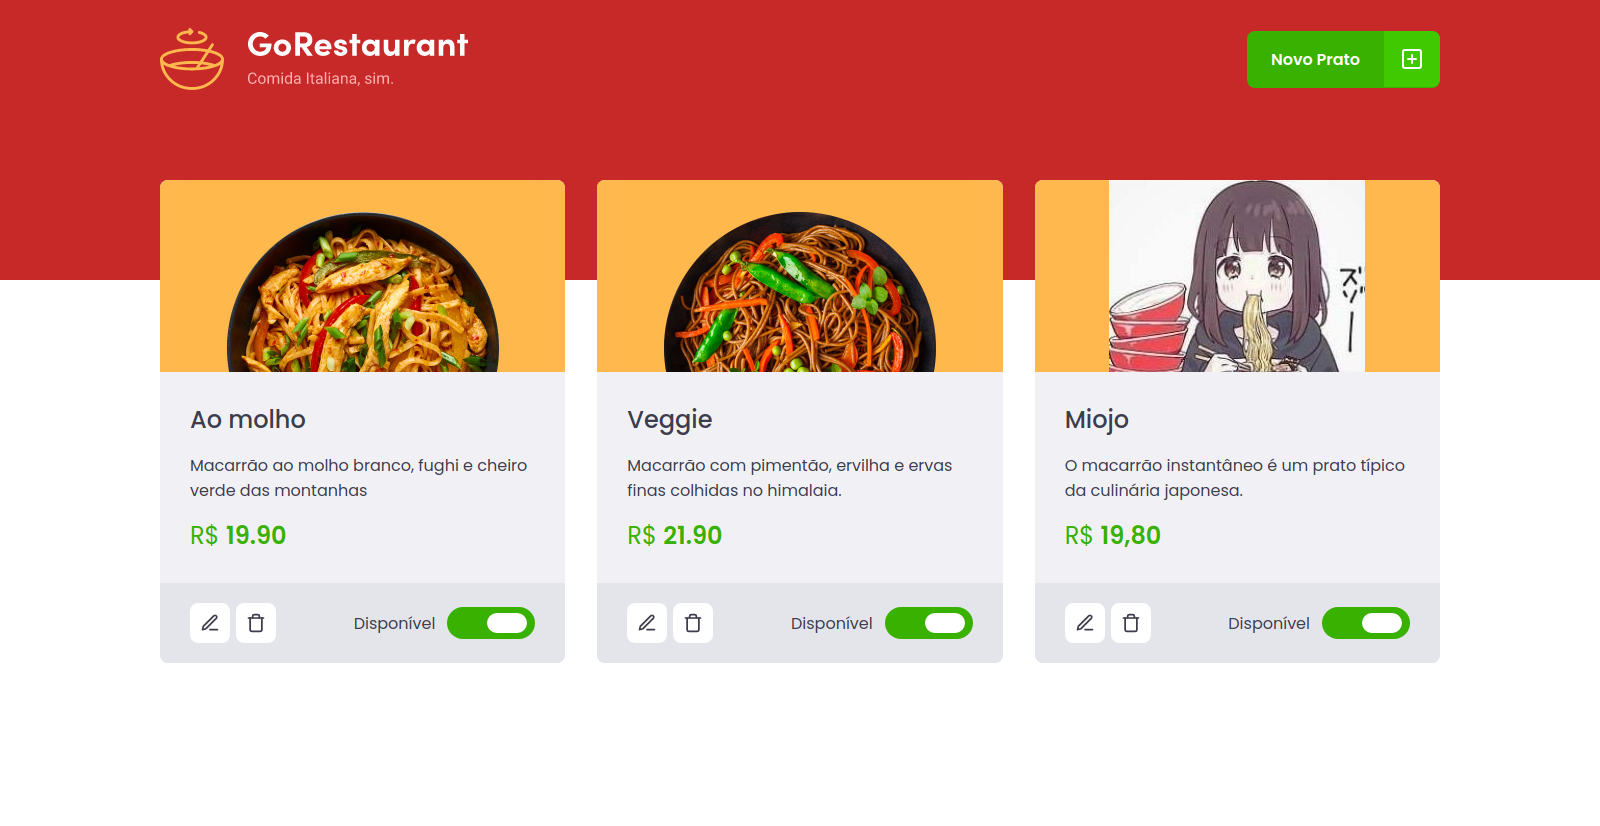 GoRestaurant
Comida Italiana, sim.
Novo Prato
ズゾー
Ao molho
Macarrão ao molho branco, fughi e cheiro
verde das montanhas
R$ 19.90
Disponível
Veggie
Macarrão com pimentão, ervilha e ervas
finas colhidas no himalaia.
R$ 21.90
Disponível
Miojo
O macarrão instantâneo é um prato típico
da culinária japonesa.
R$ 19,80
Disponível